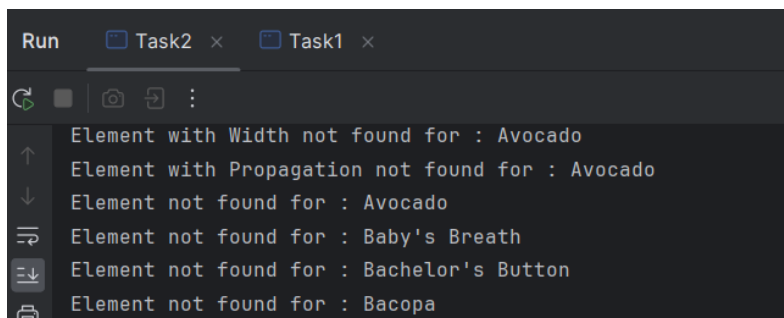 Run Task2 Task1
Element with Width not found for : Avocado
Element with Propagation not found for : Avocado
Element not found for : Avocado
Element not found for : Baby's Breath
Element not found for : Bachelor's Button
Element not found for : Bacopa